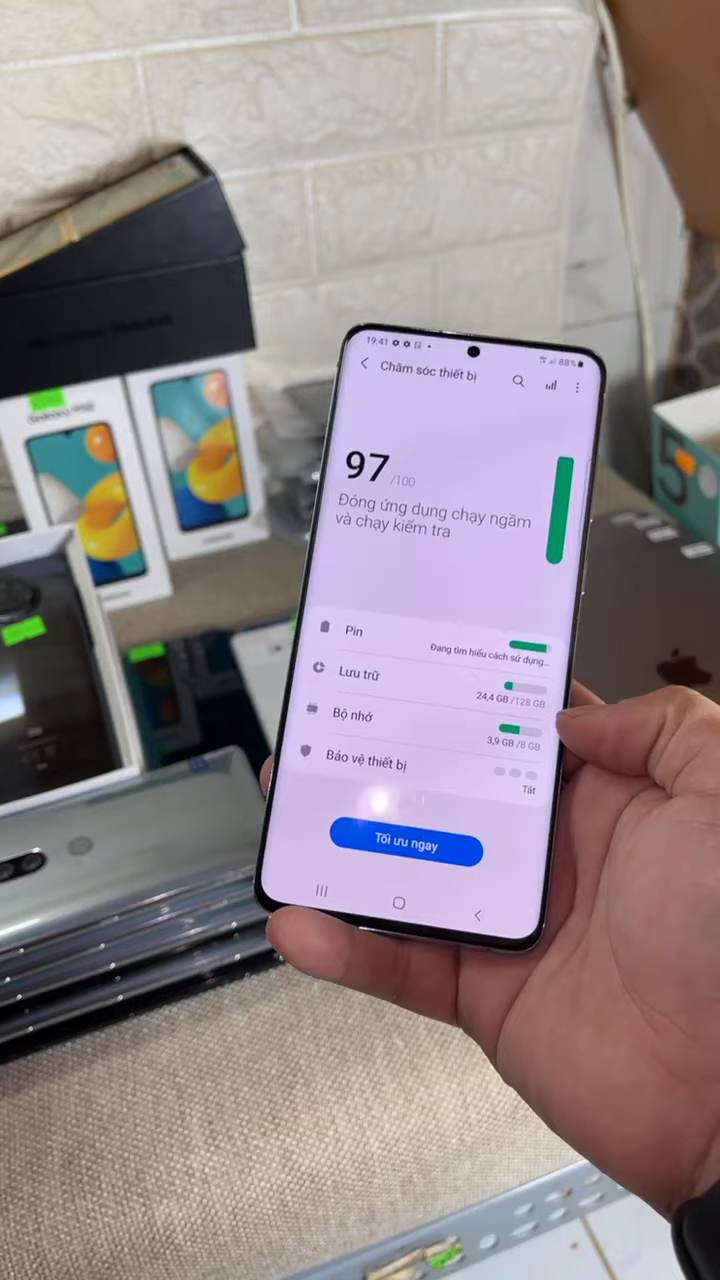 19:41
88%
Chăm sóc thiết bị
97 /100
Đóng ứng dụng chạy ngầm
và chạy kiểm tra
Pin
Đang tìm hiểu cách sử dụng...
Lưu trữ
24,4 GB /128 GB
Bộ nhớ
3,9 GB /8 GB
Bảo vệ thiết bị
Tắt
Tối ưu ngay
5